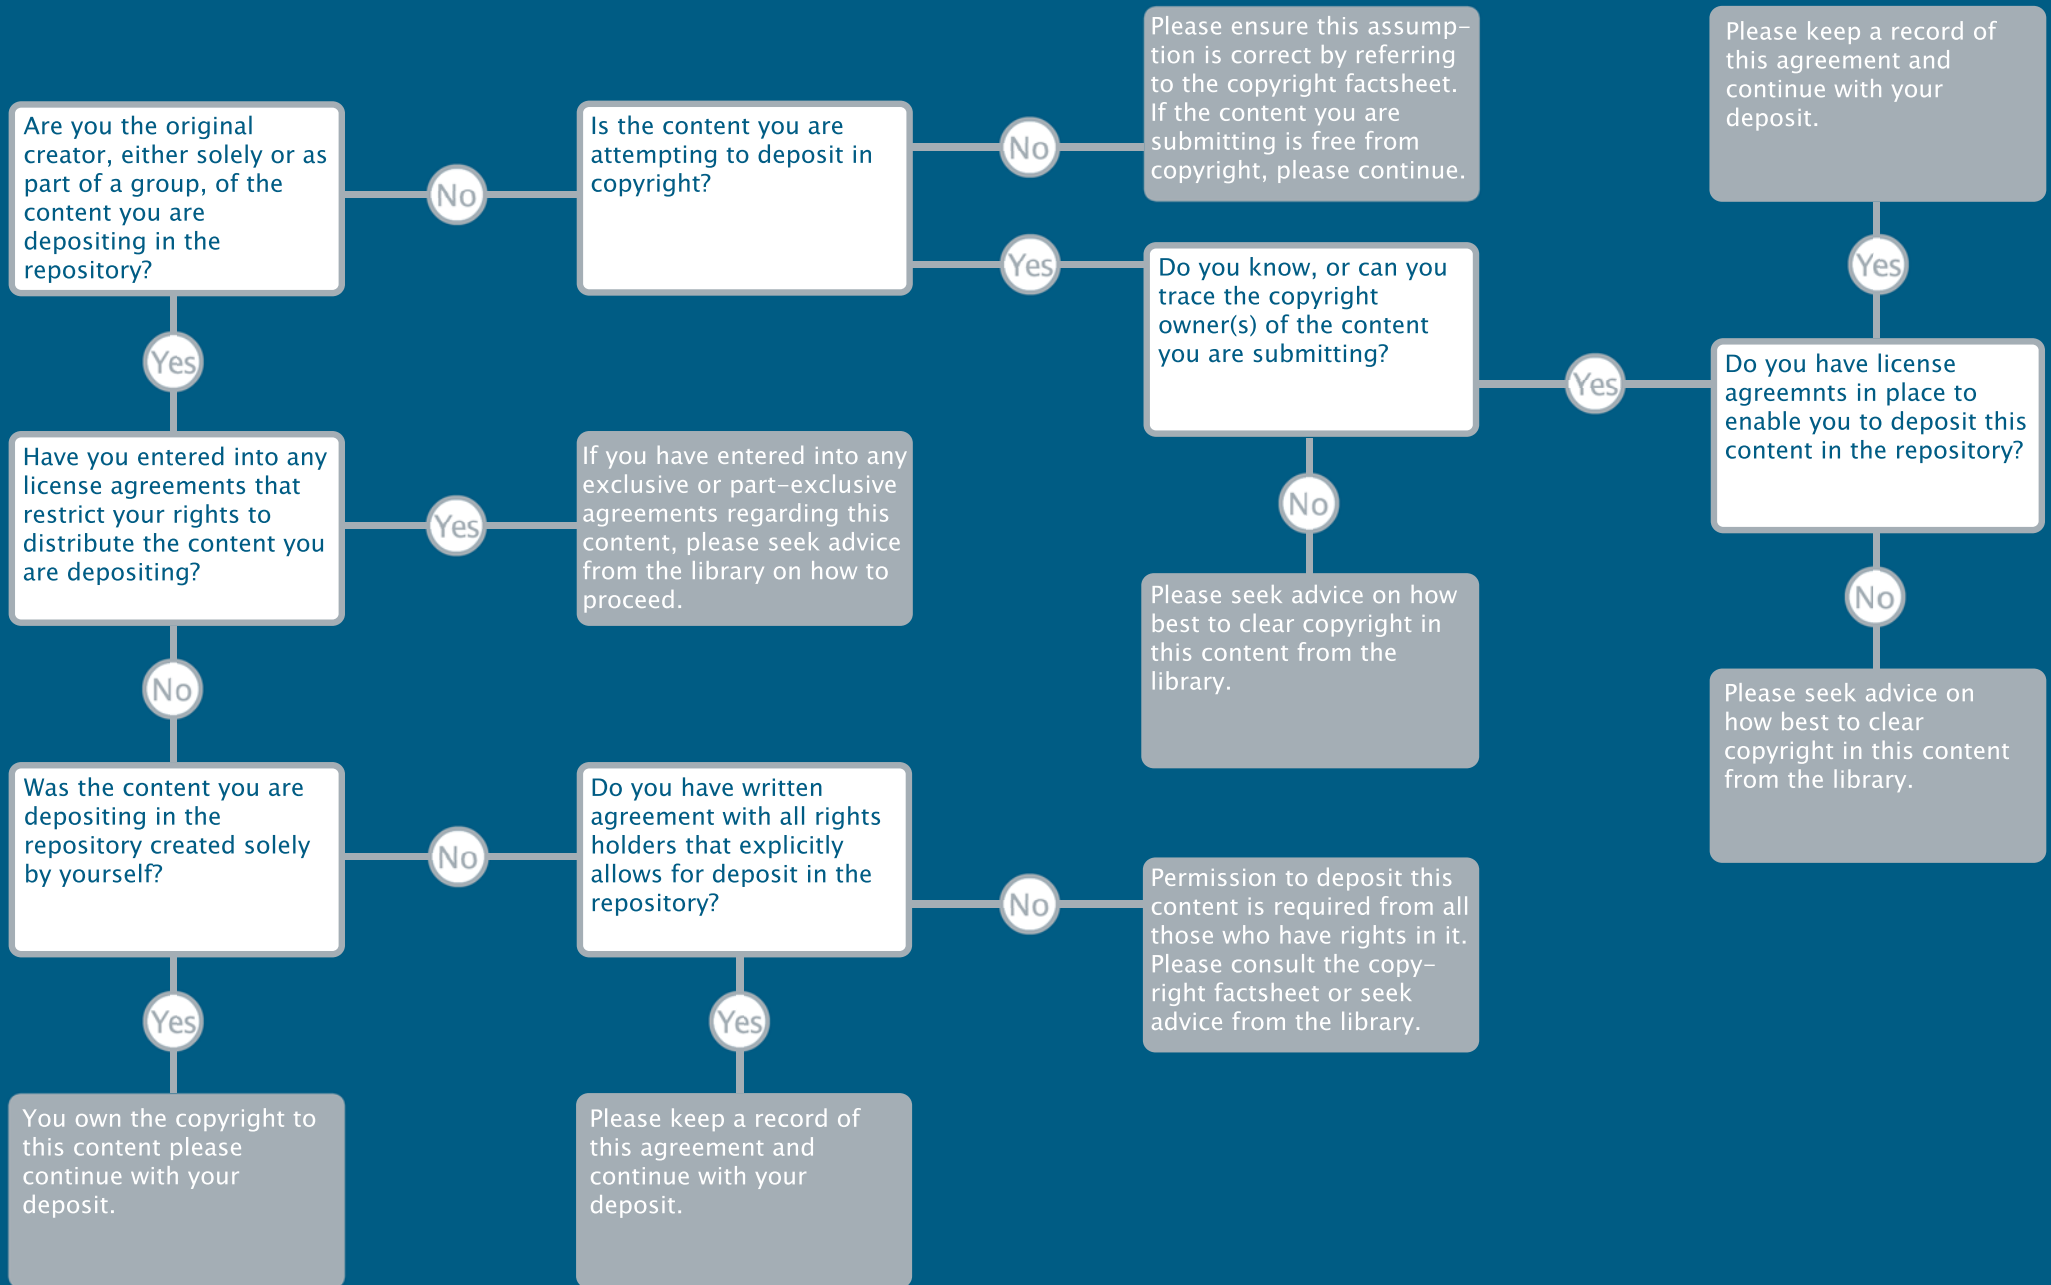 Are you the original
creator, either solely or as
part of a group, of the
content you are
depositing in the
repository?
No
Is the content you are
attempting to deposit in
copyright?
No
Please ensure this assump-
tion is correct by referring
to the copyright factsheet.
If the content you are
submitting is free from
copyright, please continue.
Yes
Do you know, or can you
trace the copyright
owner(s) of the content
you are submitting?
Yes
Do you have license
agreemnts in place to
enable you to deposit this
content in the repository?
Yes
Please keep a record of
this agreement and
continue with your
deposit.
No
Please seek advice on
how best to clear
copyright in this content
from the library.
No
Please seek advice on how
best to clear copyright in
this content from the
library.
Yes
Have you entered into any
license agreements that
restrict your rights to
distribute the content you
are depositing?
Yes
If you have entered into any
exclusive or part-exclusive
agreements regarding this
content, please seek advice
from the library on how to
proceed.
No
Was the content you are
depositing in the
repository created solely
by yourself?
No
Do you have written
agreement with all rights
holders that explicitly
allows for deposit in the
repository?
No
Permission to deposit this
content is required from all
those who have rights in it.
Please consult the copy-
right factsheet or seek
advice from the library.
Yes
You own the copyright to
this content please
continue with your
deposit.
Yes
Please keep a record of
this agreement and
continue with your
deposit.